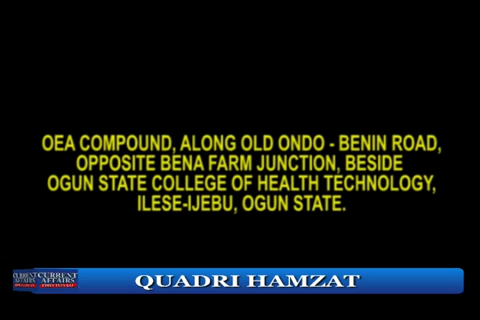 OEA COMPOUND, ALONG OLD ONDO - BENIN ROAD,
OPPOSITE BENA FARM JUNCTION, BESIDE
OGUN STATE COLLEGE OF HEALTH TECHNOLOGY,
ILESE-IJEBU, OGUN STATE.
CURRENT AFFAIRS
QUADRI HAMZAT